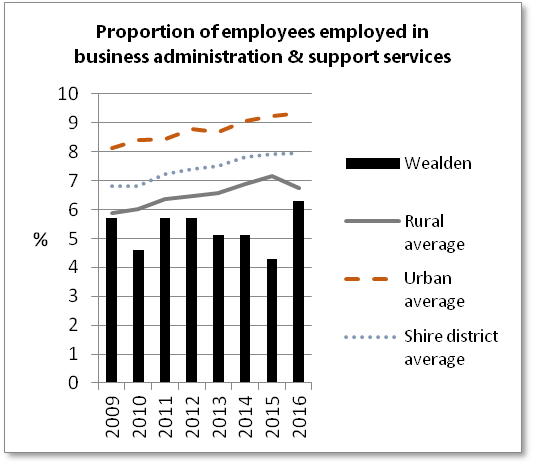 Proportion of employees employed in
business administration & support services
10
9
8
7
6
5
4
3
2
1
0
%
2009
2010
2011
2012
2013
2014
2015
2016
Wealden
Rural
average
Urban
average
Shire district
average